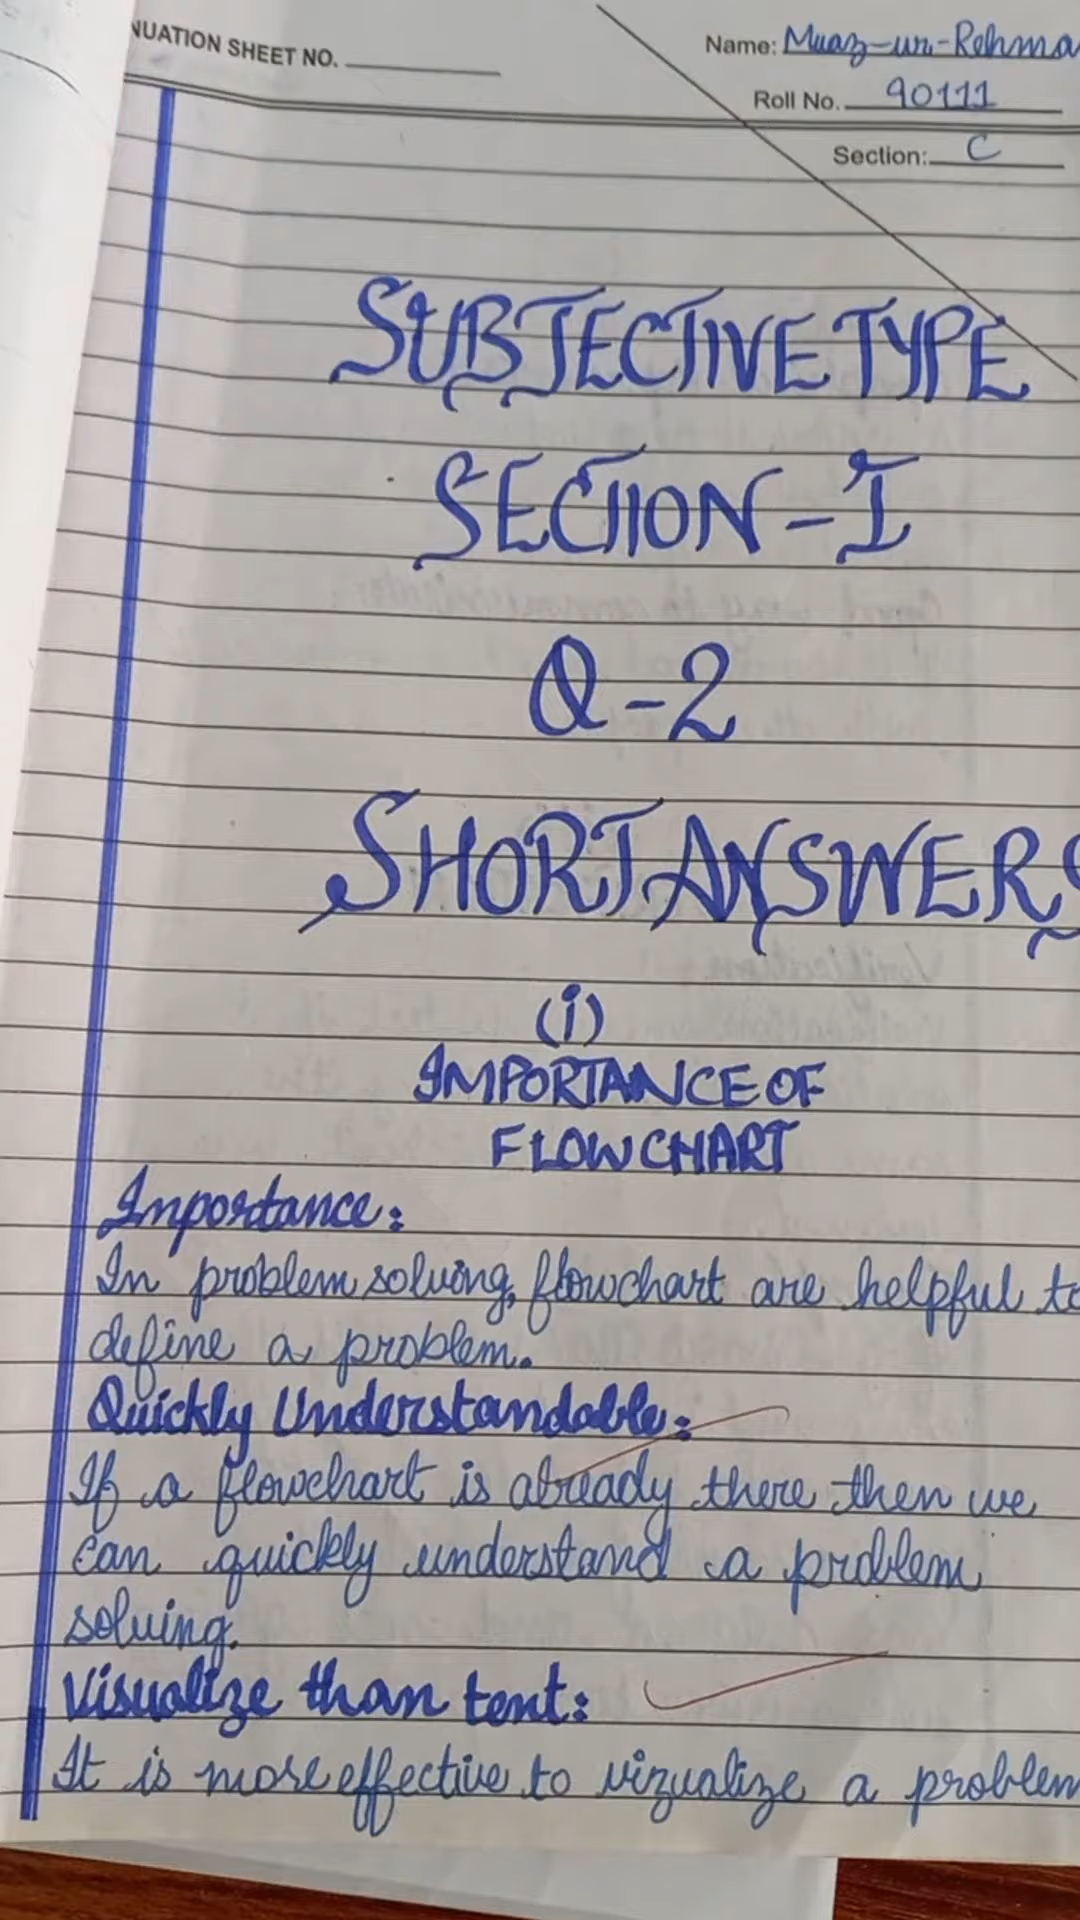 NUATION SHEET NO.
Name: Muaz-ur-Rehma
Roll No. 90111
Section: C
SUBJECTIVE TYPE
SECTION-I
Q-2
SHORT ANSWERS
(i)
IMPORTANCE OF
FLOWCHART
Importance:
In problem solving, flowchart are helpful to
define a problem.
Quickly Understandable:
If a flowchart is already there then we
can quickly understand a problem
solving.
Visualize than tent:
It is more effective to vizualize a problem